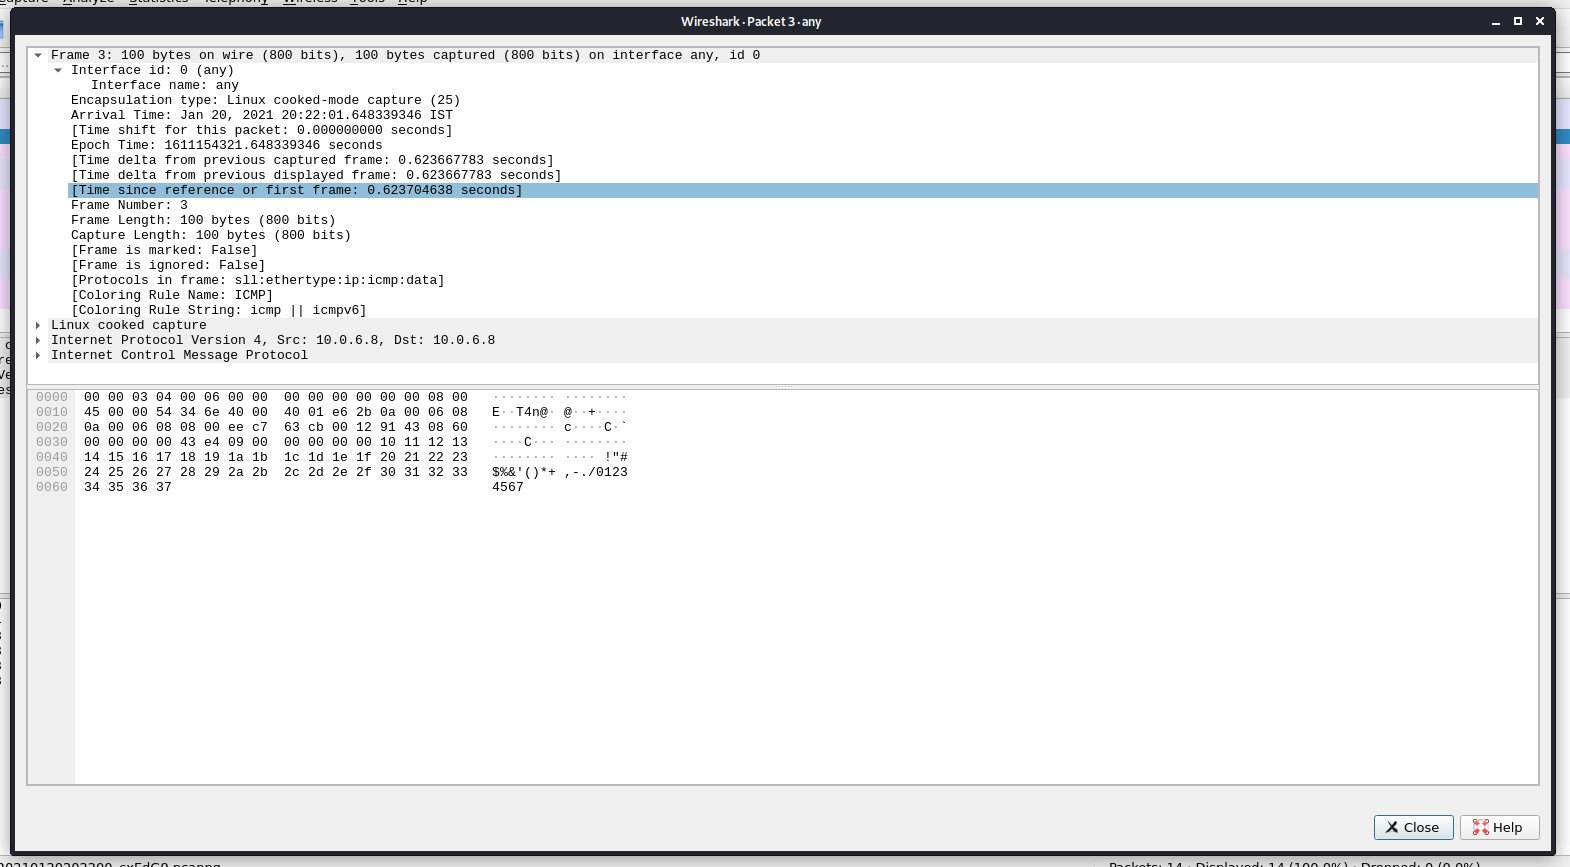 Capture Analyze Statistics Telephony Wireless Tools Help
Wireshark · Packet 3 · any
Frame 3: 100 bytes on wire (800 bits), 100 bytes captured (800 bits) on interface any, id 0
Interface id: 0 (any)
Interface name: any
Encapsulation type: Linux cooked-mode capture (25)
Arrival Time: Jan 20, 2021 20:22:01.648339346 IST
[Time shift for this packet: 0.000000000 seconds]
Epoch Time: 1611154321.648339346 seconds
[Time delta from previous captured frame: 0.623667783 seconds]
[Time delta from previous displayed frame: 0.623667783 seconds]
[Time since reference or first frame: 0.623704638 seconds]
Frame Number: 3
Frame Length: 100 bytes (800 bits)
Capture Length: 100 bytes (800 bits)
[Frame is marked: False]
[Frame is ignored: False]
[Protocols in frame: sll:ethertype:ip:icmp:data]
[Coloring Rule Name: ICMP]
[Coloring Rule String: icmp || icmpv6]
Linux cooked capture
Internet Protocol Version 4, Src: 10.0.6.8, Dst: 10.0.6.8
Internet Control Message Protocol
0000 00 00 03 04 00 06 00 00 00 00 00 00 00 00 08 00 ········ ········
0010 45 00 00 54 34 6e 40 00 40 01 e6 2b 0a 00 06 08 E··T4n@· @··+····
0020 0a 00 06 08 08 00 ee c7 63 cb 00 12 91 43 08 60 ········ c····C·`
0030 00 00 00 00 43 e4 09 00 00 00 00 00 10 11 12 13 ····C··· ········
0040 14 15 16 17 18 19 1a 1b 1c 1d 1e 1f 20 21 22 23 ········ ···· !"#
0050 24 25 26 27 28 29 2a 2b 2c 2d 2e 2f 30 31 32 33 $%&'()*+ ,-./0123
0060 34 35 36 37 4567
Close Help
Packets: 14 · Displayed: 14 (100.0%) · Dropped: 0 (0.0%)